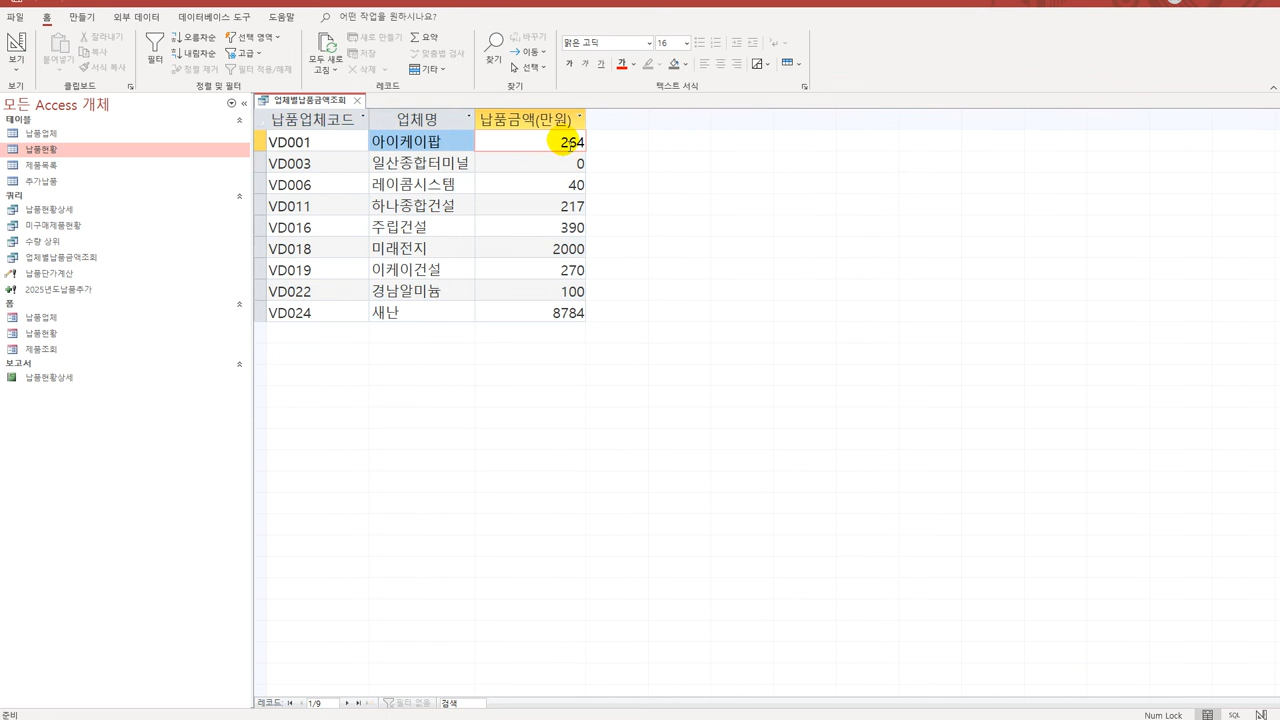 파일 홈 만들기 외부 데이터 데이터베이스 도구 도움말 어떤 작업을 원하시나요?
보기
보기
붙여넣기
잘라내기
복사
서식 복사
클립보드
필터
오름차순
내림차순
정렬 제거
선택 영역
고급
필터 적용/해제
정렬 및 필터
모두 새로 고침
새로 만들기
저장
삭제
요약
맞춤법 검사
기타
레코드
찾기
바꾸기
이동
선택
찾기
맑은 고딕 16
가 가 가 가
텍스트 서식
모든 Access 개체
테이블
납품업체
납품현황
제품목록
추가납품
쿼리
납품현황상세
미구매제품현황
수량 상위
업체별납품금액조회
납품단가계산
2025년도납품추가
폼
납품업체
납품현황
제품조회
보고서
납품현황상세
업체별납품금액조회
납품업체코드 업체명 납품금액(만원)
VD001 아이케이팝 264
VD003 일산종합터미널 0
VD006 레이콤시스템 40
VD011 하나종합건설 217
VD016 주립건설 390
VD018 미래전지 2000
VD019 이케이건설 270
VD022 경남알미늄 100
VD024 새난 8784
레코드: 1/9 필터 없음 검색
준비 Num Lock SQL